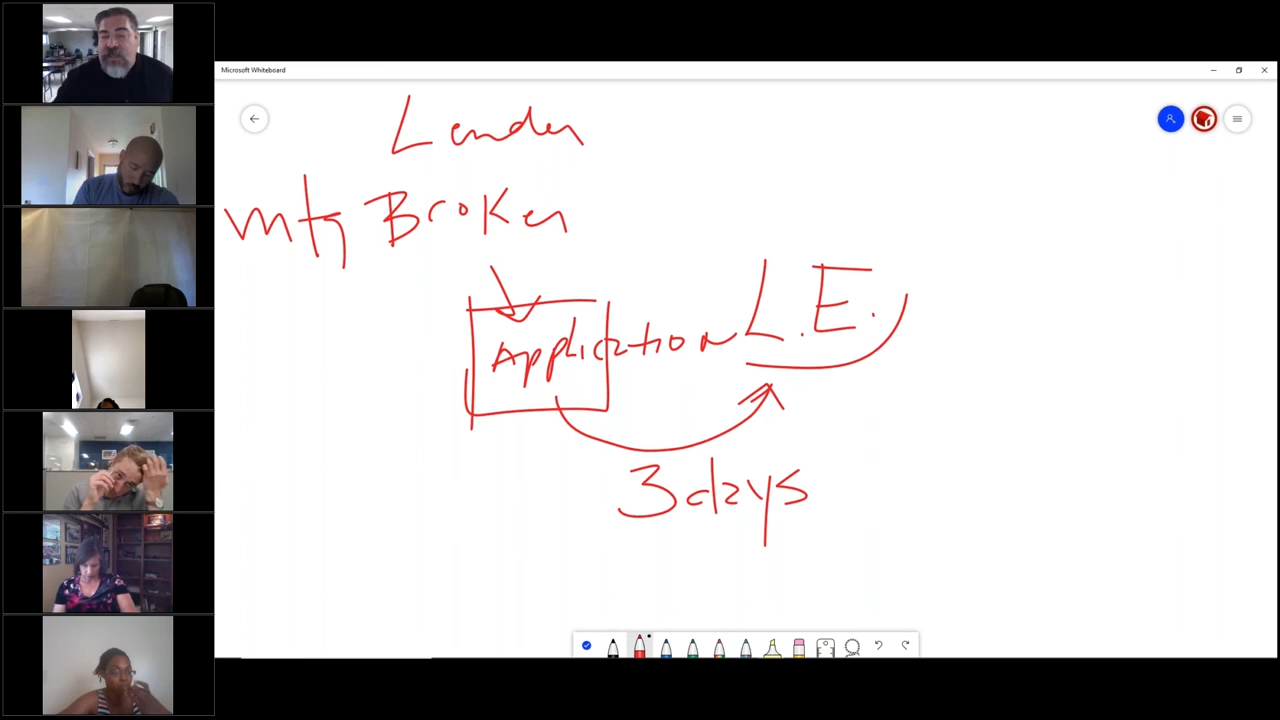 Microsoft Whiteboard
Lender
Mtg Broker
Application L.E.
3 days